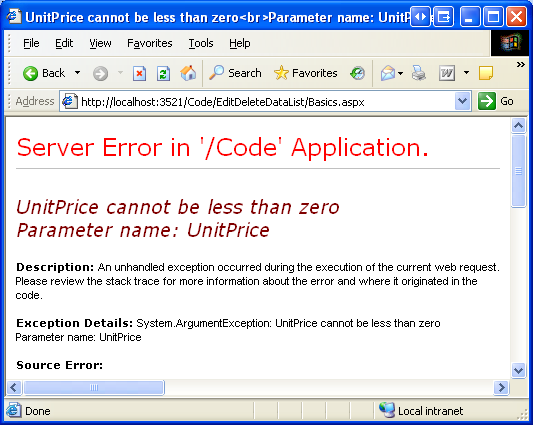 UnitPrice cannot be less than zero<br>Parameter name: UnitP
File Edit View Favorites Tools Help
Back Search Favorites
Address http://localhost:3521/Code/EditDeleteDataList/Basics.aspx Go
Server Error in '/Code' Application.
UnitPrice cannot be less than zero
Parameter name: UnitPrice
Description: An unhandled exception occurred during the execution of the current web request.
Please review the stack trace for more information about the error and where it originated in the
code.
Exception Details: System.ArgumentException: UnitPrice cannot be less than zero
Parameter name: UnitPrice
Source Error:
Done Local intranet